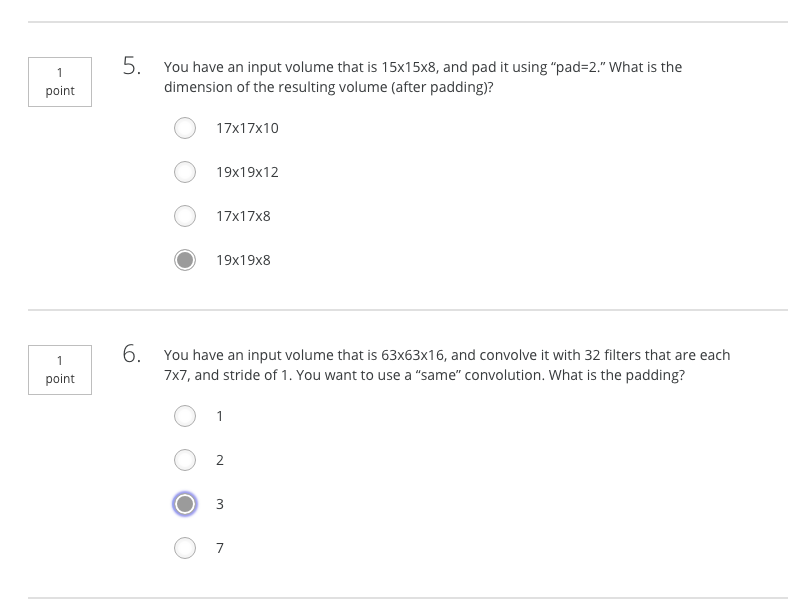 1
point
5.
You have an input volume that is 15x15x8, and pad it using “pad=2.” What is the
dimension of the resulting volume (after padding)?
17x17x10
19x19x12
17x17x8
19x19x8
1
point
6.
You have an input volume that is 63x63x16, and convolve it with 32 filters that are each
7x7, and stride of 1. You want to use a “same” convolution. What is the padding?
1
2
3
7